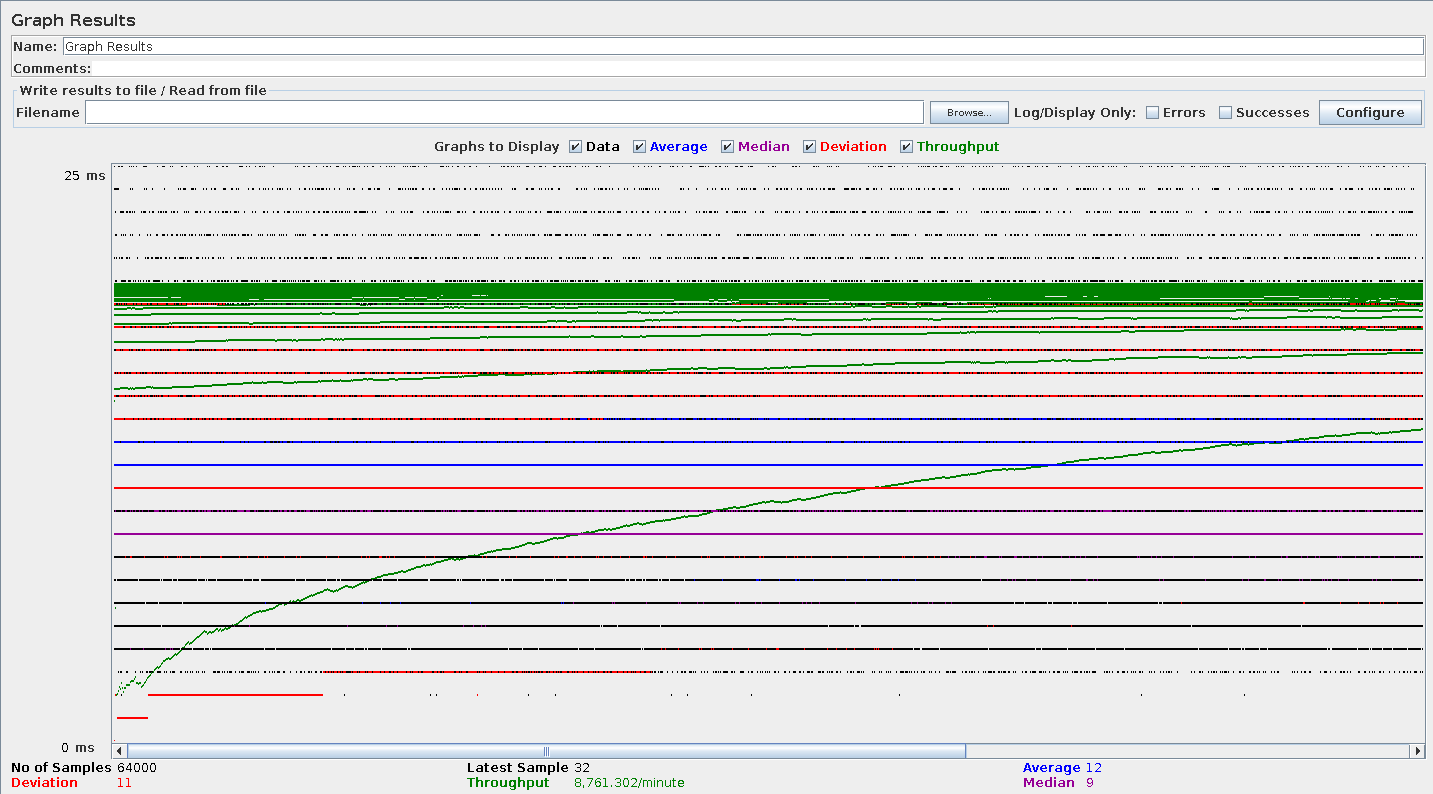 Graph Results
Name: Graph Results
Comments:
Write results to file / Read from file
Filename Browse... Log/Display Only: Errors Successes Configure
Graphs to Display Data Average Median Deviation Throughput
25 ms
0 ms
No of Samples 64000 Latest Sample 32 Average 12
Deviation 11 Throughput 8,761.302/minute Median 9